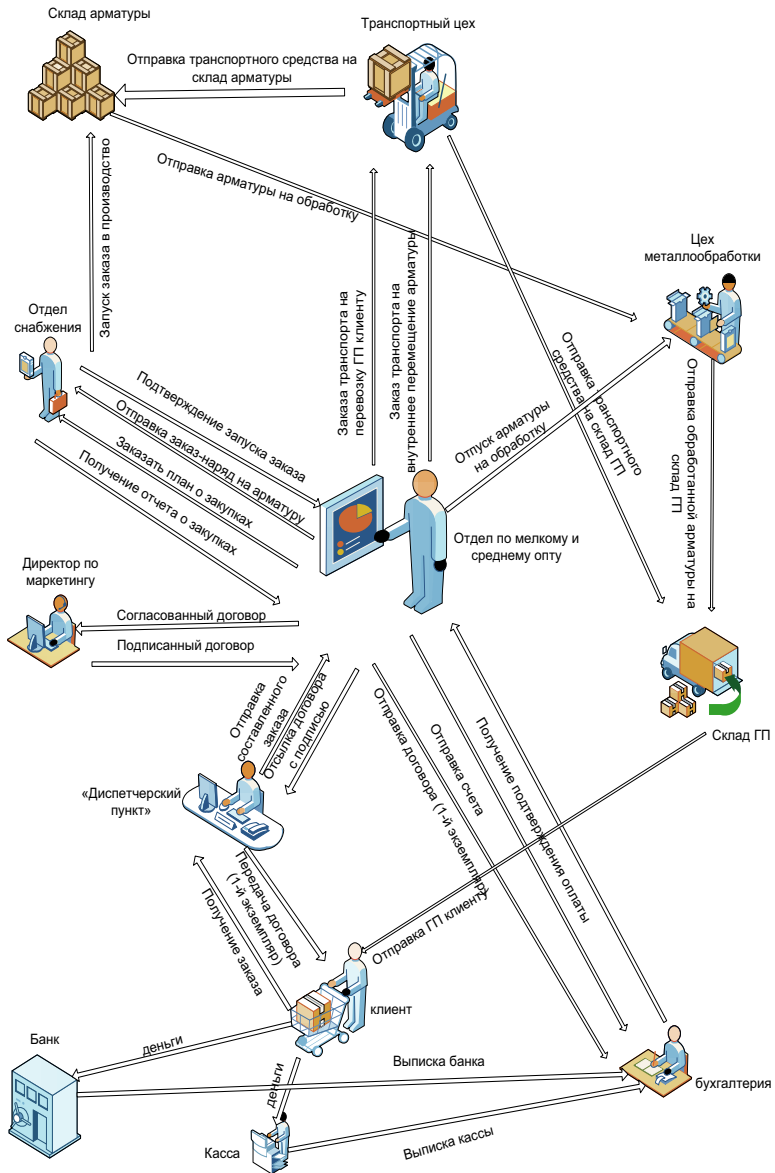 Склад арматуры
Транспортный цех
Отправка транспортного средства на
склад арматуры
Запуск заказа в производство
Отправка арматуры на обработку
Цех
металлообработки
Отдел
снабжения
Заказа транспорта на
перевозку ГП клиенту
Заказ транспорта на
внутреннее перемещение арматуры
Отправка транспортного
средства на склад ГП
Отправка обработанной арматуры на
склад ГП
Подтверждение запуска заказа
Отправка заказ-наряд на арматуру
Заказать план о закупках
Получение отчета о закупках
Отпуск арматуры
на обработку
Отдел по мелкому и
среднему опту
Директор по
маркетингу
Согласованный договор
Подписанный договор
Отправка
составленного
заказа
Отсылка договора
с подписью
Отправка договора (1-й экземпляр)
Отправка счета
Получение подтверждения оплаты
Склад ГП
«Диспетчерский
пункт»
Передача договора
(1-й экземпляр)
Получение заказа
Отправка ГП клиенту
клиент
Банк
деньги
деньги
Выписка банка
бухгалтерия
Касса
Выписка кассы